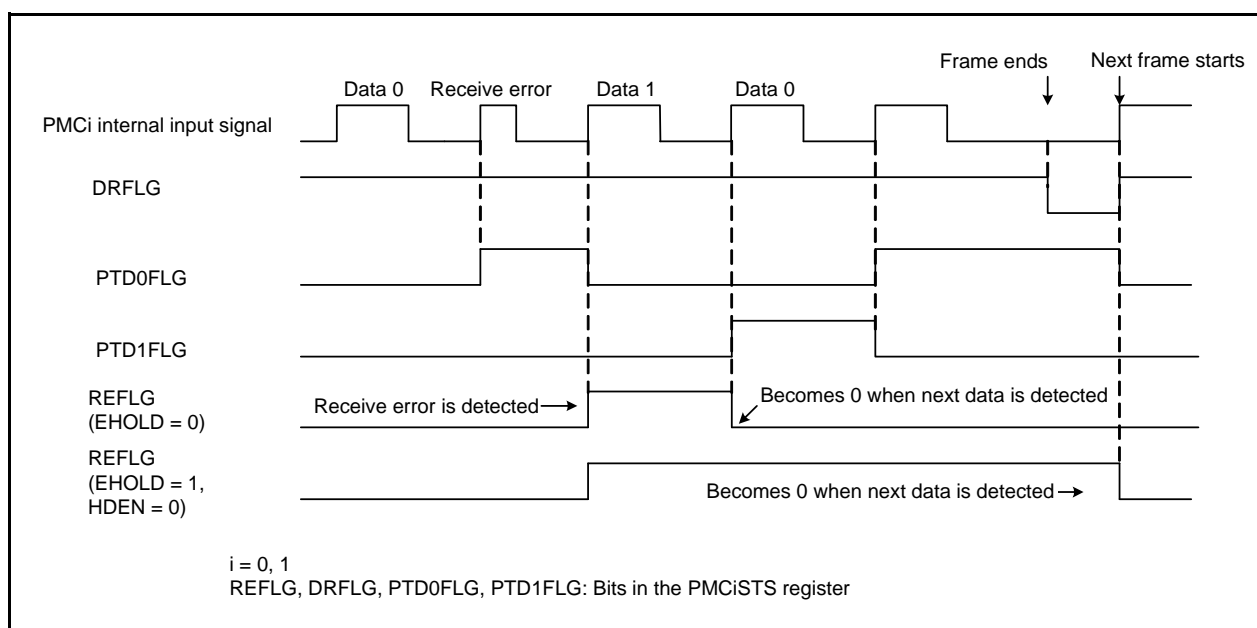 Frame ends
Next frame starts
Data 0
Receive error
Data 1
Data 0
PMCi internal input signal
DRFLG
PTD0FLG
PTD1FLG
REFLG
(EHOLD = 0)
Receive error is detected
Becomes 0 when next data is detected
REFLG
(EHOLD = 1,
HDEN = 0)
Becomes 0 when next data is detected
i = 0, 1
REFLG, DRFLG, PTD0FLG, PTD1FLG: Bits in the PMCiSTS register